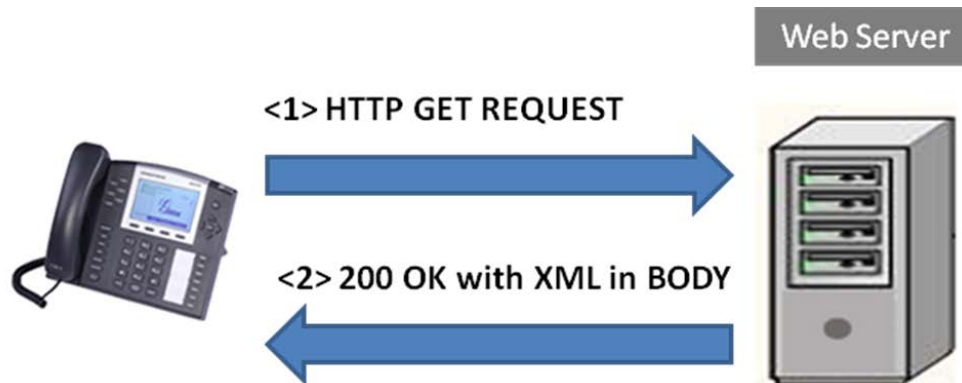 Web Server
<1> HTTP GET REQUEST
<2> 200 OK with XML in BODY